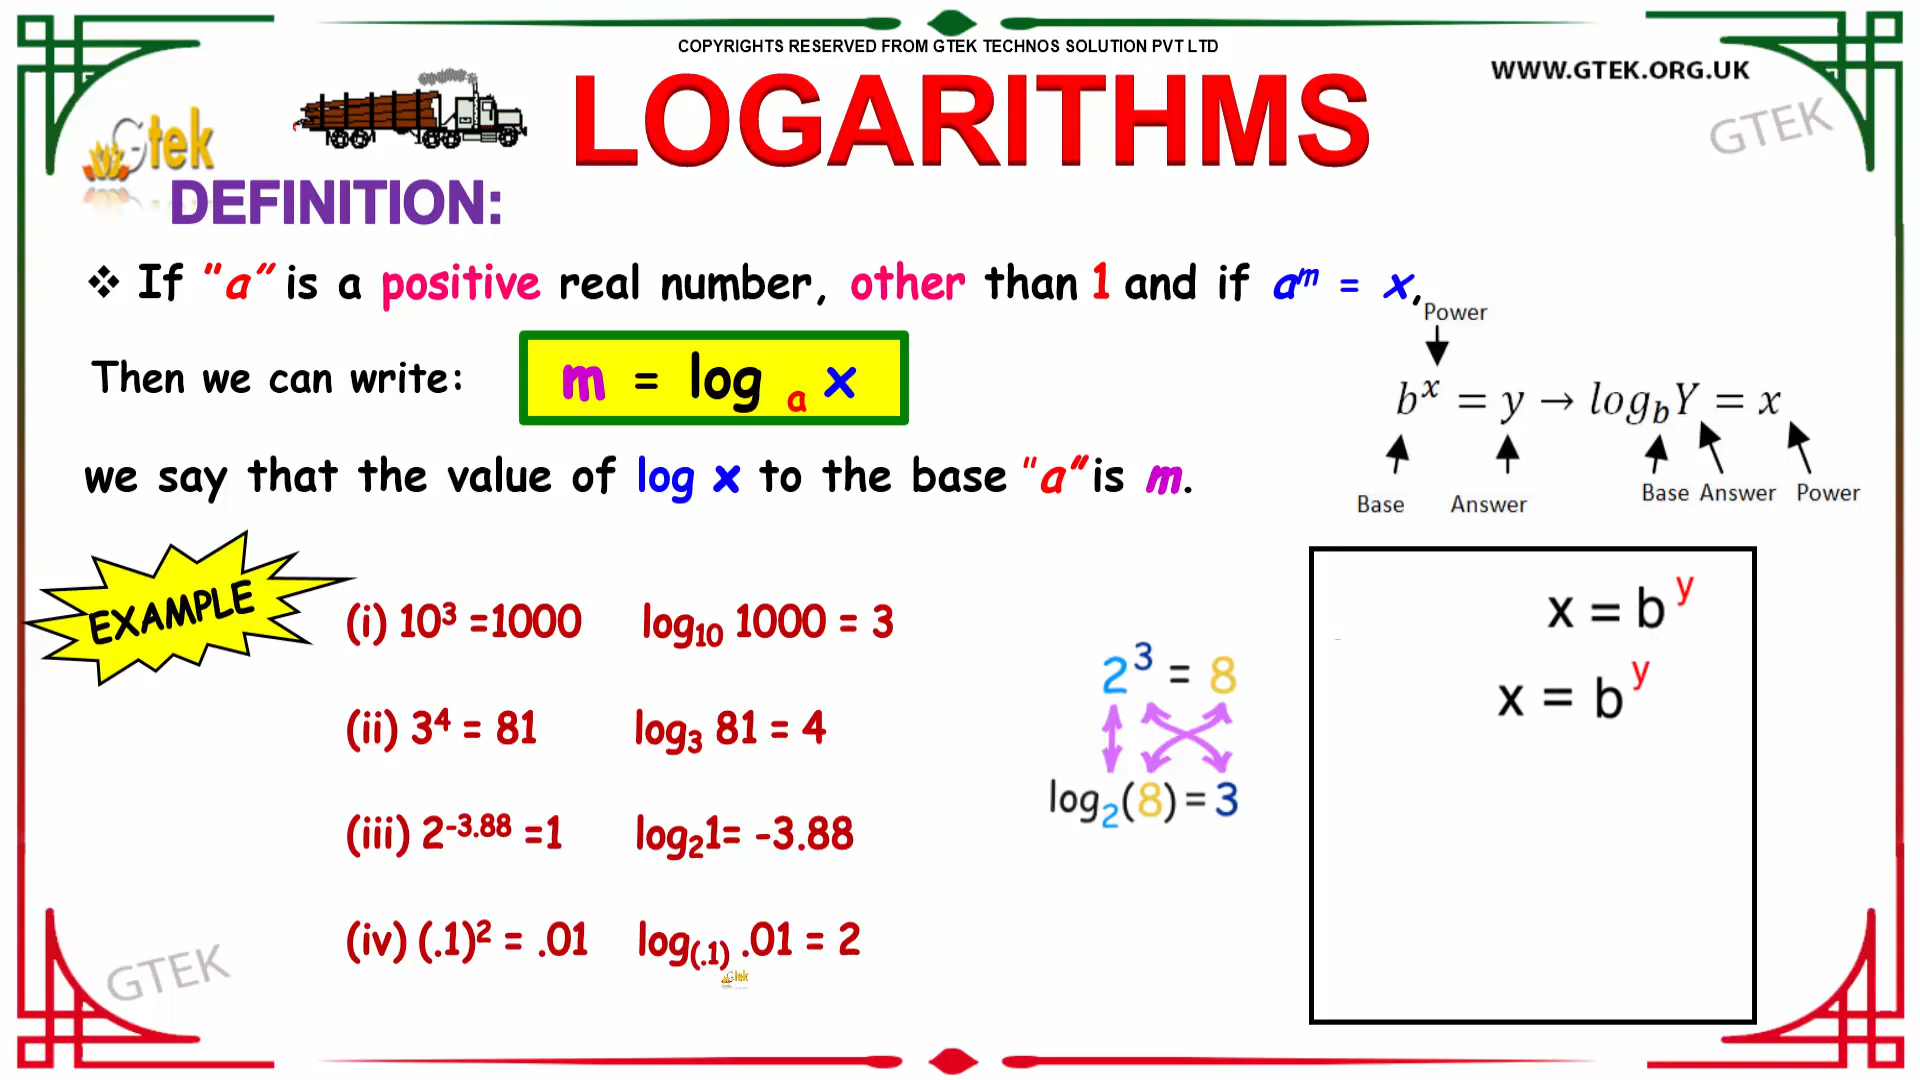 COPYRIGHTS RESERVED FROM GTEK TECHNOS SOLUTION PVT LTD
WWW.GTEK.ORG.UK
LOGARITHMS
GTEK
Gtek
DEFINITION:
❖ If "a" is a positive real number, other than 1 and if aᵐ = x,
Then we can write: m = log ₐ x
we say that the value of log x to the base "a" is m.
Power
bˣ = y → log_b Y = x
Base Answer Base Answer Power
EXAMPLE
(i) 10³ =1000 log₁₀ 1000 = 3
(ii) 3⁴ = 81 log₃ 81 = 4
(iii) 2⁻³·⁸⁸ =1 log₂1= -3.88
(iv) (.1)² = .01 log₍.₁₎ .01 = 2
Gtek
2³ = 8
log₂(8) = 3
x = b^y
x = b^y
GTEK